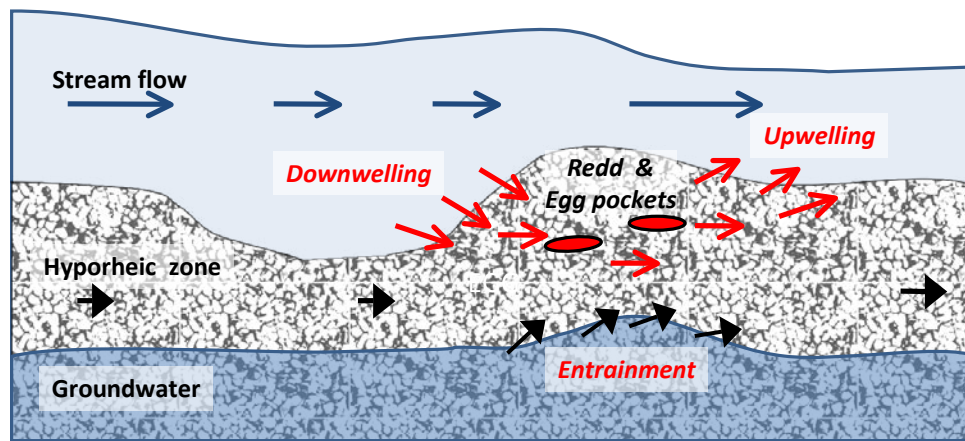 Stream flow
Upwelling
Downwelling
Redd &
Egg pockets
Hyporheic zone
Entrainment
Groundwater